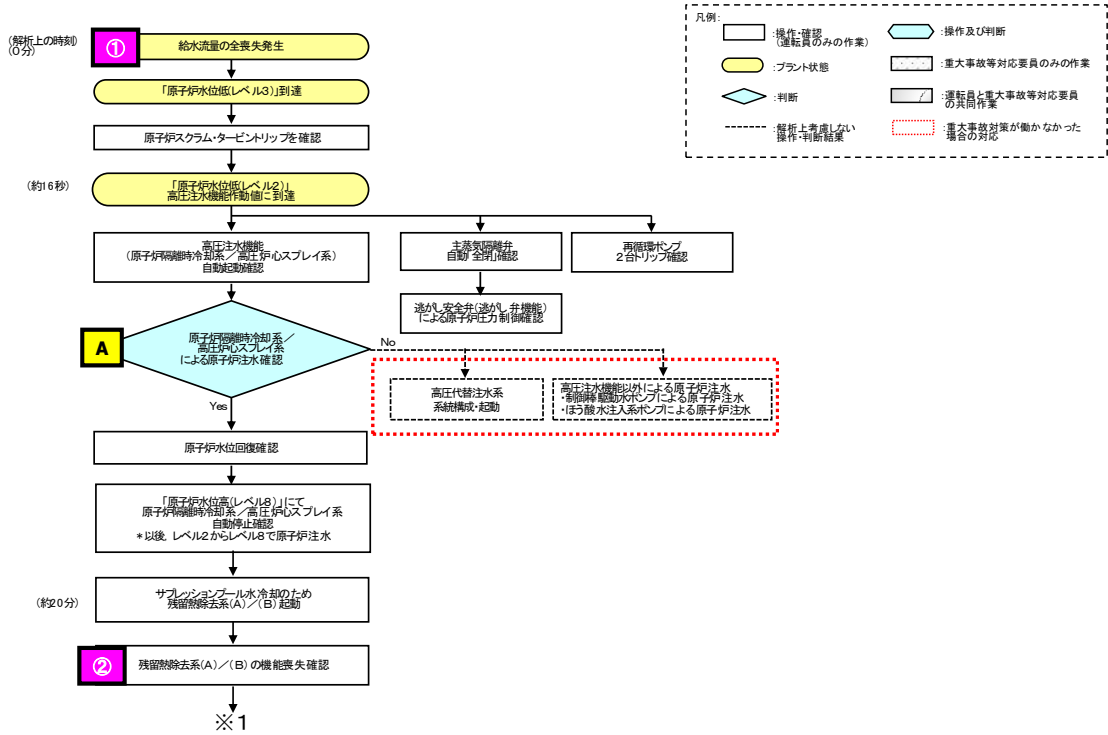 (解析上の時刻)
(0分)
①
給水流量の全喪失発生
「原子炉水位低(レベル3)」到達
原子炉スクラム・タービントリップを確認
(約16秒)
「原子炉水位低(レベル2)」
高圧注水機能作動値に到達
高圧注水機能
(原子炉隔離時冷却系/高圧炉心スプレイ系)
自動起動確認
主蒸気隔離弁
自動「全閉」確認
再循環ポンプ
2台トリップ確認
逃がし安全弁(逃がし弁機能)
による原子炉圧力制御確認
A
原子炉隔離時冷却系/
高圧炉心スプレイ系
による原子炉注水確認
No
Yes
高圧代替注水系
系統構成・起動
高圧注水機能以外による原子炉注水
・制御棒駆動水ポンプによる原子炉注水
・ほう酸水注入系ポンプによる原子炉注水
原子炉水位回復確認
「原子炉水位高(レベル8)」にて
原子炉隔離時冷却系/高圧炉心スプレイ系
自動停止確認
*以後,レベル2からレベル8で原子炉注水
(約20分)
サプレッションプール水冷却のため
残留熱除去系(A)/(B)起動
②
残留熱除去系(A)/(B)の機能喪失確認
※1
凡例:
:操作・確認
(運転員のみの作業)
:プラント状態
:判断
:解析上考慮しない
操作・判断結果
:操作及び判断
:重大事故等対応要員のみの作業
:運転員と重大事故等対応要員
の共同作業
:重大事故対策が働かなかった
場合の対応